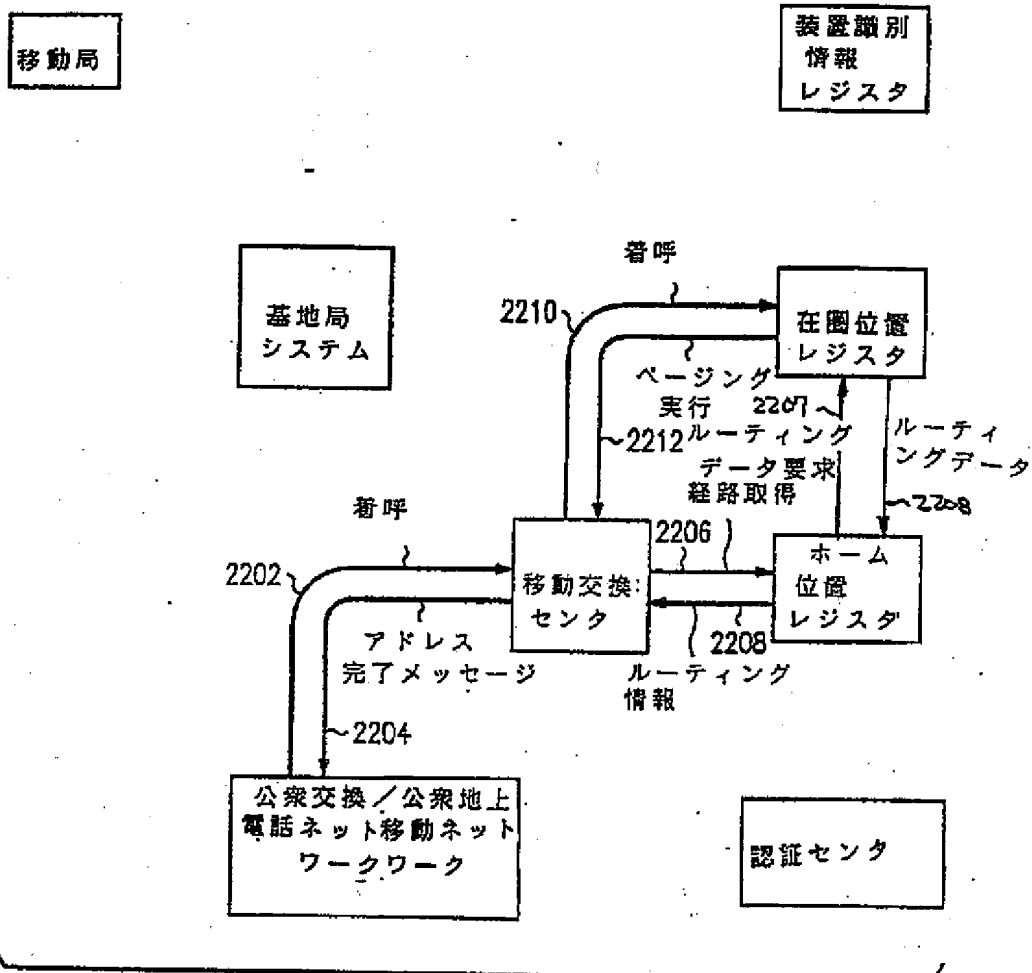 移動局
装置識別
情報
レジスタ
着呼
2210
基地局
システム
在圏位置
レジスタ
ページング
実行
2207
2212
ルーティング
データ要求
ルーティ
ングデータ
経路取得
2208
着呼
2206
ホーム
位置
レジスタ
2202
移動交換
センタ
2208
アドレス
完了メッセージ
ルーティング
情報
2204
公衆交換/公衆地上
電話ネット移動ネット
ワークワーク
認証センタ